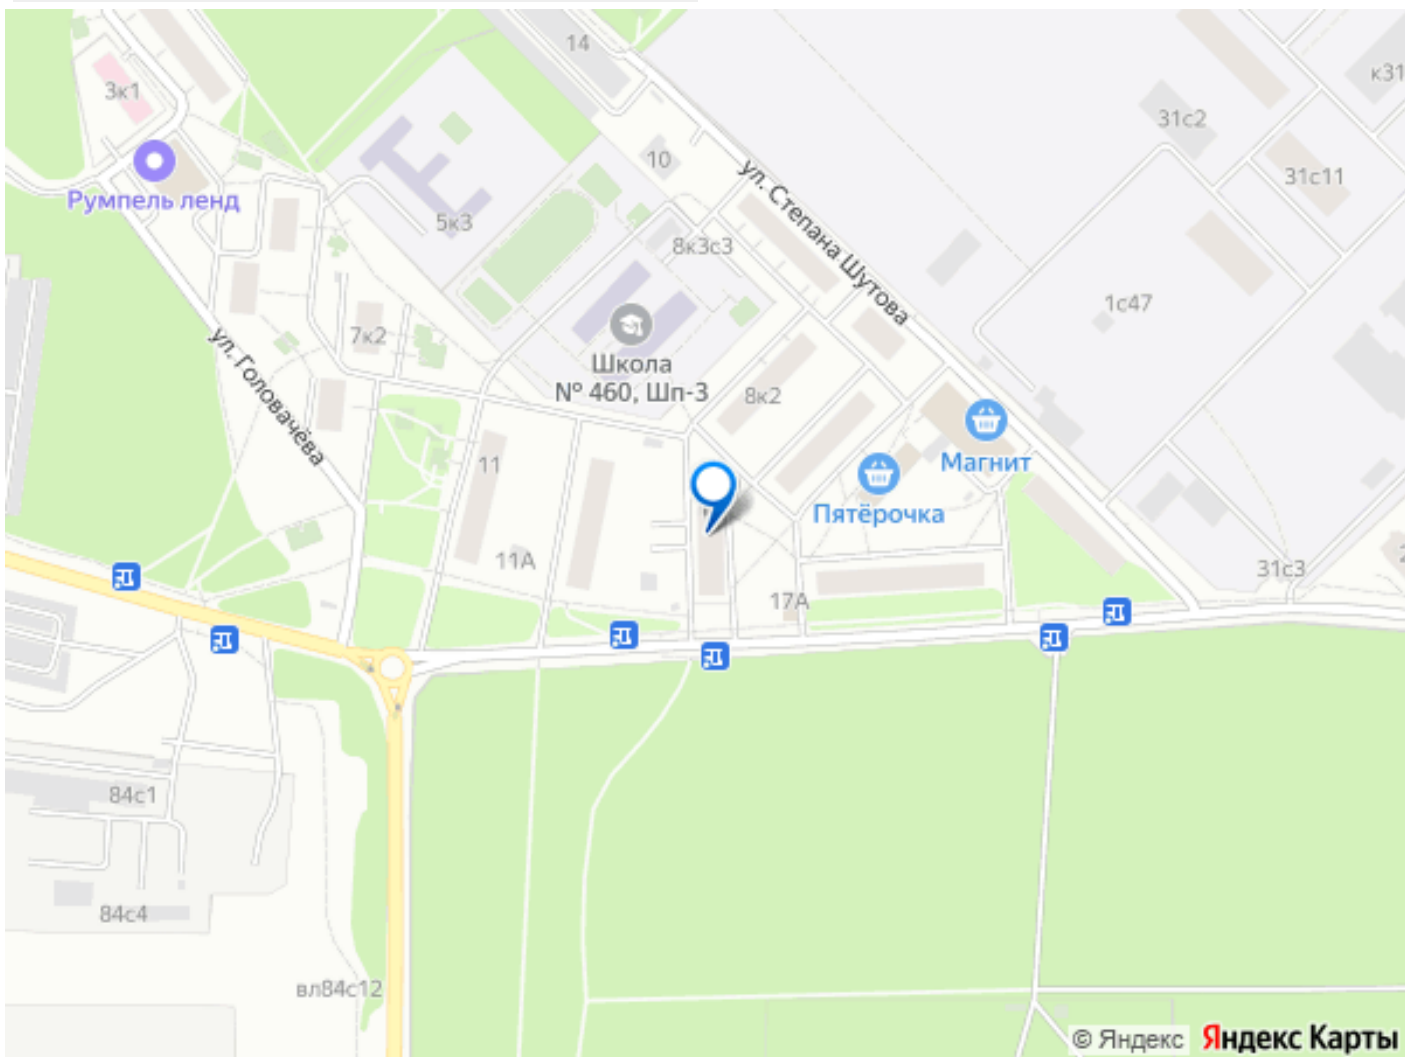 14
к31
3к1
31с2
10
ул. Степана Шутова
31с11
Румпель ленд
5к3
8к3с3
1с47
7к2
ул. Головачёва
Школа
№ 460, Шп-3
8к2
11
Магнит
Пятёрочка
11А
31с3
2
17А
84с1
84с4
вл84с12
© Яндекс
Яндекс Карты